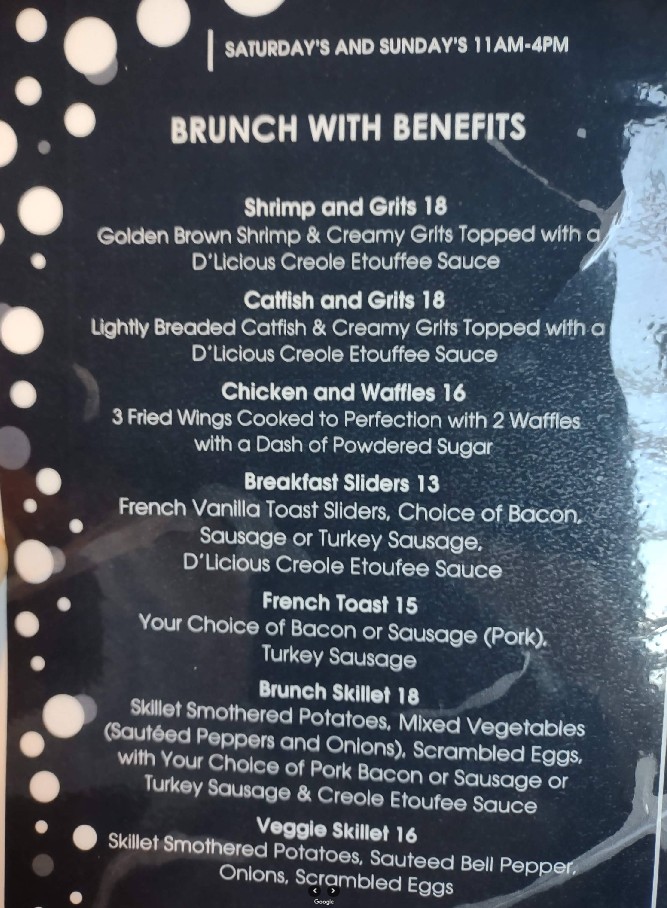 SATURDAY'S AND SUNDAY'S 11AM-4PM
BRUNCH WITH BENEFITS
Shrimp and Grits 18
Golden Brown Shrimp & Creamy Grits Topped with a
D'Licious Creole Etouffee Sauce
Catfish and Grits 18
Lightly Breaded Catfish & Creamy Grits Topped with a
D'Licious Creole Etouffee Sauce
Chicken and Waffles 16
3 Fried Wings Cooked to Perfection with 2 Waffles
with a Dash of Powdered Sugar
Breakfast Sliders 13
French Vanilla Toast Sliders, Choice of Bacon,
Sausage or Turkey Sausage,
D'Licious Creole Etoufee Sauce
French Toast 15
Your Choice of Bacon or Sausage (Pork),
Turkey Sausage
Brunch Skillet 18
Skillet Smothered Potatoes, Mixed Vegetables
(Sautéed Peppers and Onions), Scrambled Eggs,
with Your Choice of Pork Bacon or Sausage or
Turkey Sausage & Creole Etoufee Sauce
Veggie Skillet 16
Skillet Smothered Potatoes, Sauteed Bell Pepper,
Onions, Scrambled Eggs
Google